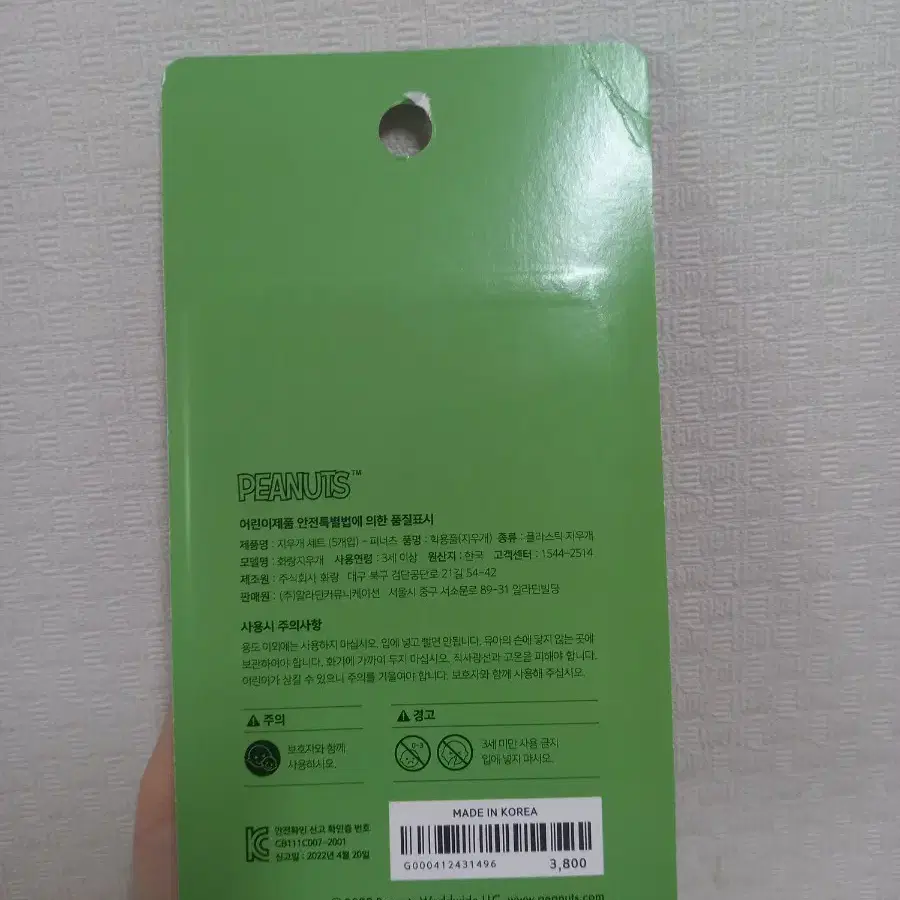 PEANUTS™
어린이제품 안전특별법에 의한 품질표시
제품명 : 지우개 세트 (5개입) - 피너츠 품명 : 학용품(지우개) 종류 : 플라스틱 지우개
모델명 : 화랑지우개 사용연령 : 3세 이상 원산지 : 한국 고객센터 : 1544-2514
제조원 : 주식회사 화랑 대구 북구 검단공단로 21길 54-42
판매원 : (주)알라딘커뮤니케이션 서울시 중구 서소문로 89-31 알라딘빌딩
사용시 주의사항
용도 이외에는 사용하지 마십시오. 입에 넣고 빨면 안됩니다. 유아의 손에 닿지 않는 곳에
보관하여야 합니다. 화기에 가까이 두지 마십시오. 직사광선과 고온을 피해야 합니다.
어린이가 삼킬 수 있으니 주의를 기울여야 합니다. 보호자와 함께 사용해 주십시오.
주의
경고
보호자와 함께
사용하시오.
0-3
3세 미만 사용 금지
입에 넣지 마시오.
안전확인 신고 확인증 번호
CB111C007-2001
신고일 : 2022년 4월 20일
MADE IN KOREA
G000412431496
3,800
Worldwide LLC www.peanuts.com